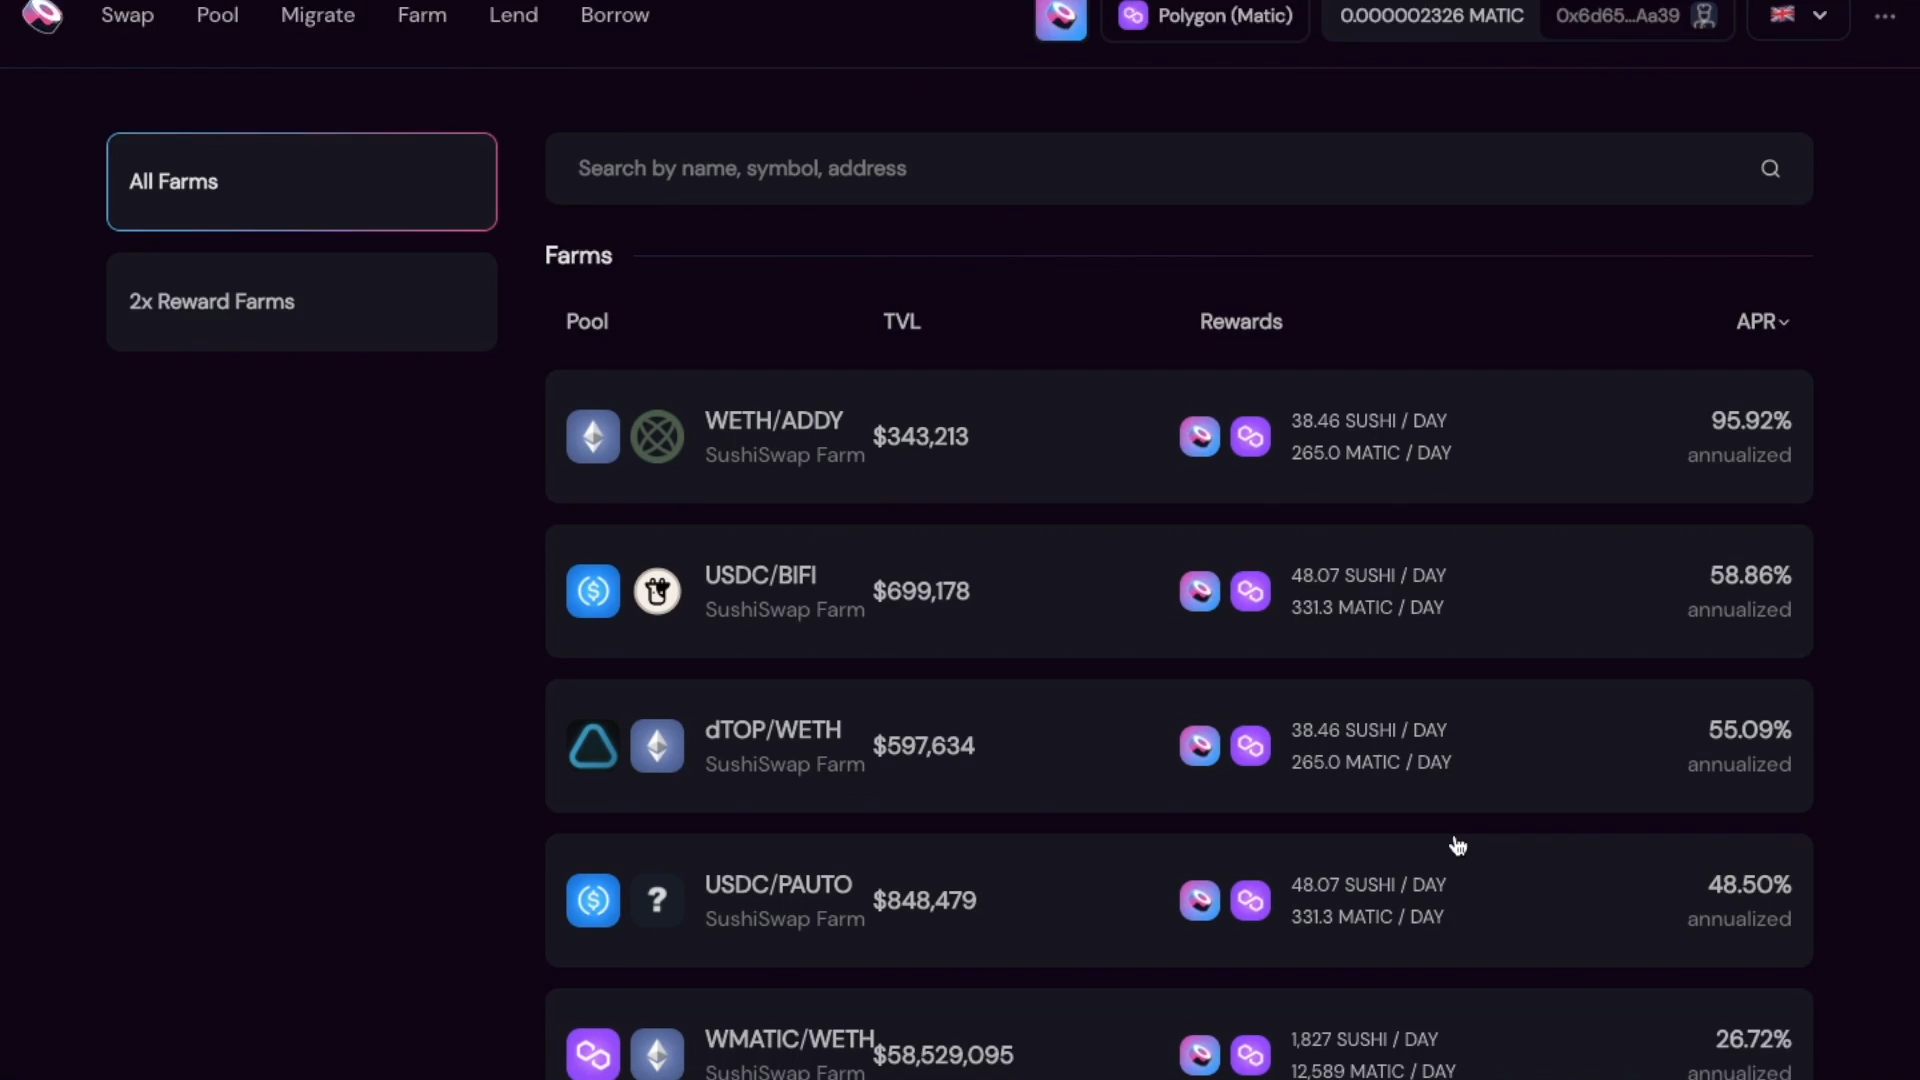 Swap Pool Migrate Farm Lend Borrow Polygon (Matic) 0.000002326 MATIC 0x6d65...Aa39
All Farms
2x Reward Farms
Search by name, symbol, address
Farms
Pool TVL Rewards APR
WETH/ADDY
SushiSwap Farm
$343,213
38.46 SUSHI / DAY
265.0 MATIC / DAY
95.92%
annualized
USDC/BIFI
SushiSwap Farm
$699,178
48.07 SUSHI / DAY
331.3 MATIC / DAY
58.86%
annualized
dTOP/WETH
SushiSwap Farm
$597,634
38.46 SUSHI / DAY
265.0 MATIC / DAY
55.09%
annualized
USDC/PAUTO
SushiSwap Farm
$848,479
48.07 SUSHI / DAY
331.3 MATIC / DAY
48.50%
annualized
WMATIC/WETH
SushiSwap Farm
$58,529,095
1,827 SUSHI / DAY
12,589 MATIC / DAY
26.72%
annualized